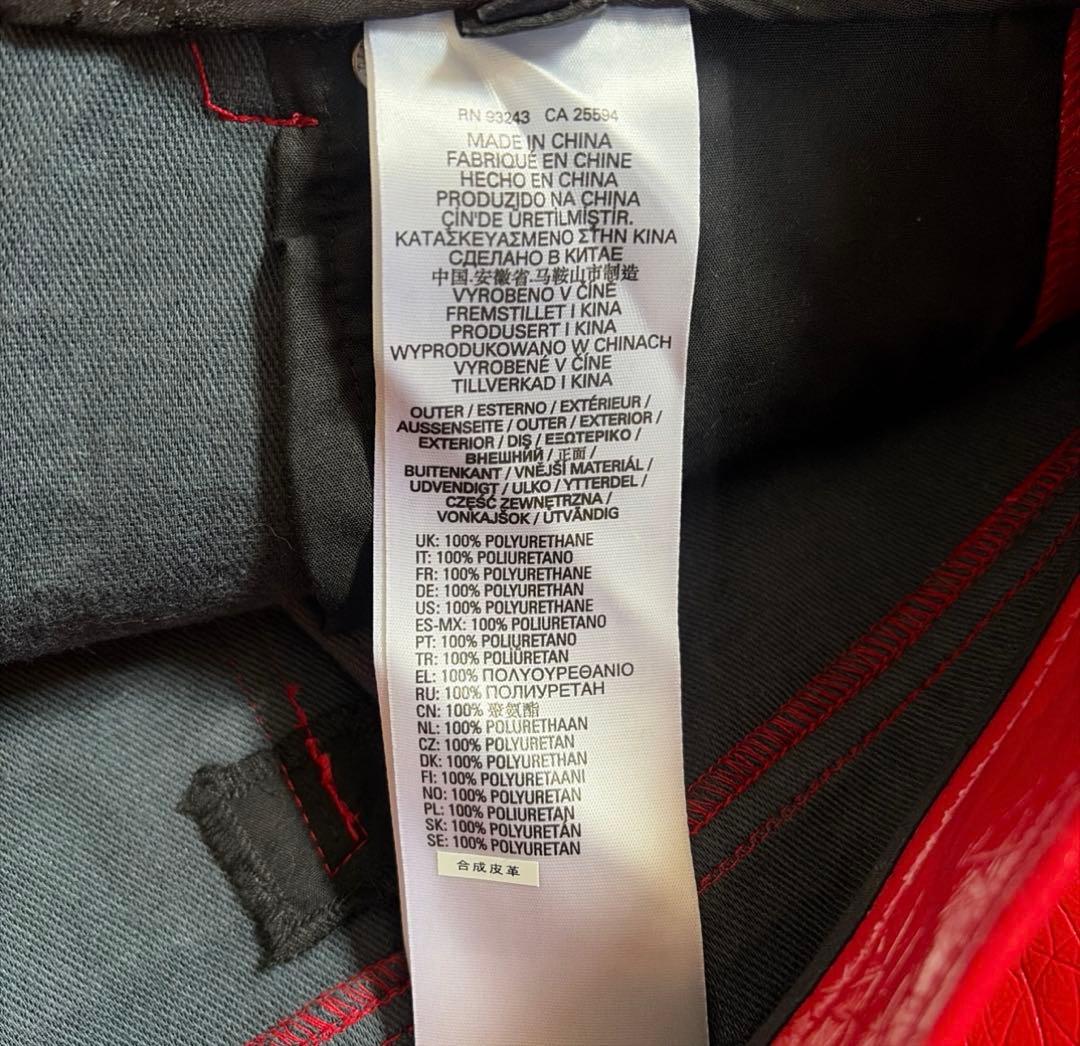 RN 93243 CA 25594
MADE IN CHINA
FABRIQUÉ EN CHINE
HECHO EN CHINA
PRODUZIDO NA CHINA
ÇİN'DE ÜRETİLMİŞTİR.
ΚΑΤΑΣΚΕΥΑΣΜΕΝΟ ΣΤΗΝ ΚΙΝΑ
СДЕЛАНО В КИТАЕ
中国.安徽省.马鞍山市制造
VYROBENO V ČÍNĚ
FREMSTILLET I KINA
PRODUSERT I KINA
WYPRODUKOWANO W CHINACH
VYROBENÉ V ČÍNE
TILLVERKAD I KINA
OUTER / ESTERNO / EXTÉRIEUR /
AUSSENSEITE / OUTER / EXTERIOR /
EXTERIOR / DIŞ / ΕΞΩΤΕΡΙΚΟ /
ВНЕШНИЙ / 正面 /
BUITENKANT / VNĚJŠÍ MATERIÁL /
UDVENDIGT / ULKO / YTTERDEL /
CZĘŚĆ ZEWNĘTRZNA /
VONKAJŠOK / UTVÄNDIG
UK: 100% POLYURETHANE
IT: 100% POLIURETANO
FR: 100% POLYURETHANE
DE: 100% POLYURETHAN
US: 100% POLYURETHANE
ES-MX: 100% POLIURETANO
PT: 100% POLIURETANO
TR: 100% POLİÜRETAN
EL: 100% ΠΟΛΥΟΥΡΕΘΑΝΙΟ
RU: 100% ПОЛИУРЕТАН
CN: 100% 聚氨酯
NL: 100% POLURETHAAN
CZ: 100% POLYURETAN
DK: 100% POLYURETHAN
FI: 100% POLYURETAANI
NO: 100% POLYURETAN
PL: 100% POLIURETAN
SK: 100% POLYURETÁN
SE: 100% POLYURETAN
合成皮革